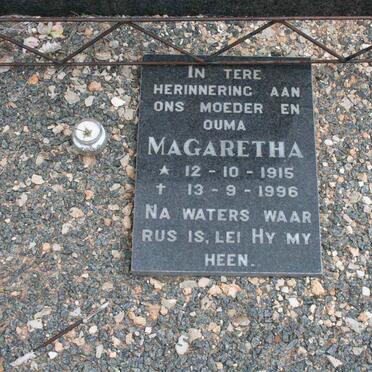 IN TERE
HERINNERING AAN
ONS MOEDER EN
OUMA
MAGARETHA
★ 12-10-1915
✝ 13-9-1996
NA WATERS WAAR
RUS IS, LEI HY MY
HEEN.